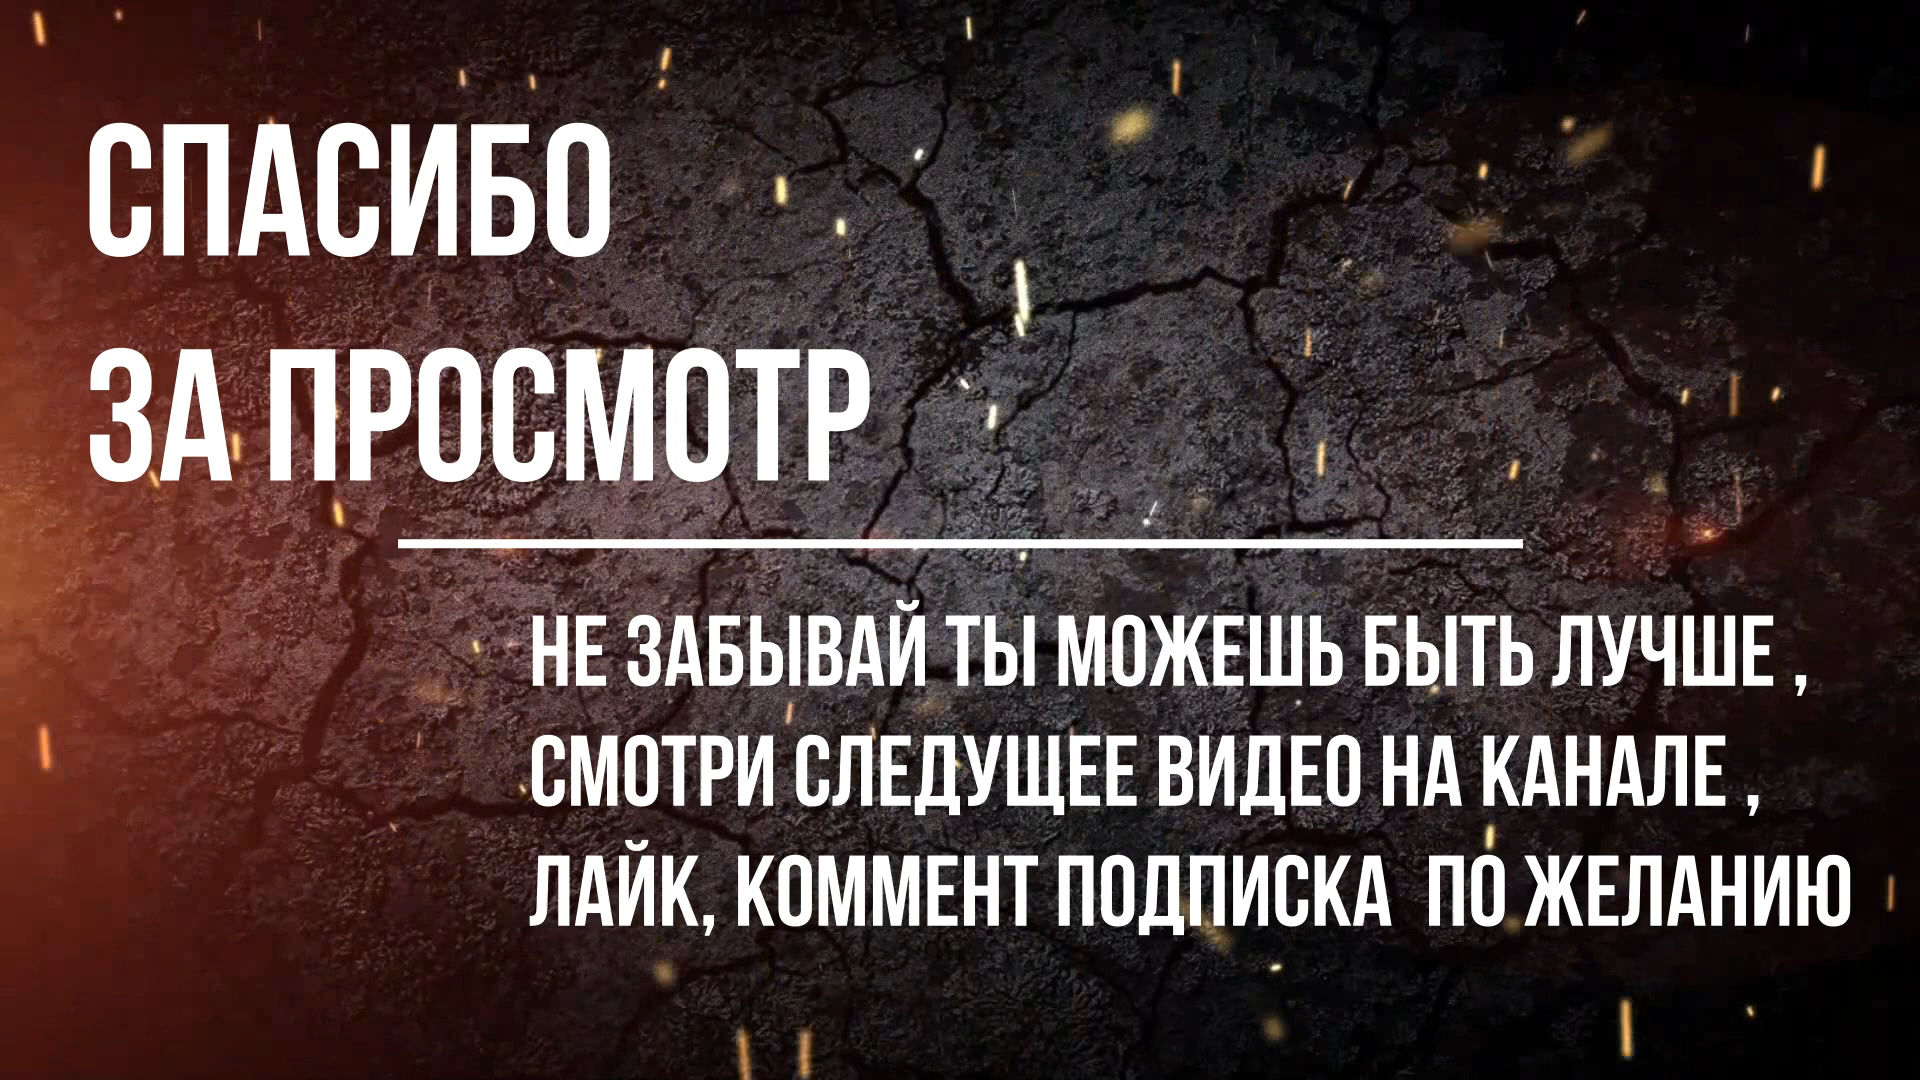 СПАСИБО
ЗА ПРОСМОТР
НЕ ЗАБЫВАЙ ТЫ МОЖЕШЬ БЫТЬ ЛУЧШЕ ,
СМОТРИ СЛЕДУЩЕЕ ВИДЕО НА КАНАЛЕ ,
ЛАЙК, КОММЕНТ ПОДПИСКА  ПО ЖЕЛАНИЮ